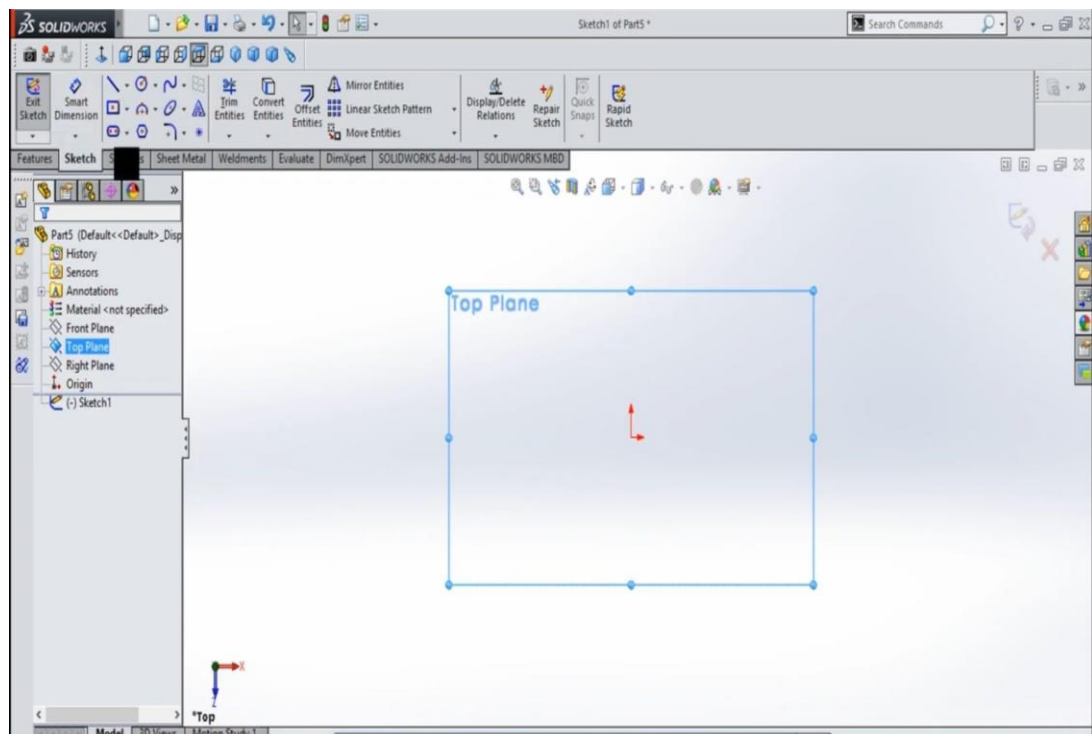 SOLIDWORKS
Sketch1 of Part5 *
Search Commands
?
Exit Sketch
Smart Dimension
Trim Entities
Convert Entities
Offset Entities
Mirror Entities
Linear Sketch Pattern
Move Entities
Display/Delete Relations
Repair Sketch
Quick Snaps
Rapid Sketch
Features Sketch Sheet Metal Weldments Evaluate DimXpert SOLIDWORKS Add-Ins SOLIDWORKS MBD
Part5 (Default<<Default>_Disp
History
Sensors
Annotations
Material <not specified>
Front Plane
Top Plane
Right Plane
Origin
(-) Sketch1
Top Plane
X
Z
*Top
Model 3D Views Motion Study 1